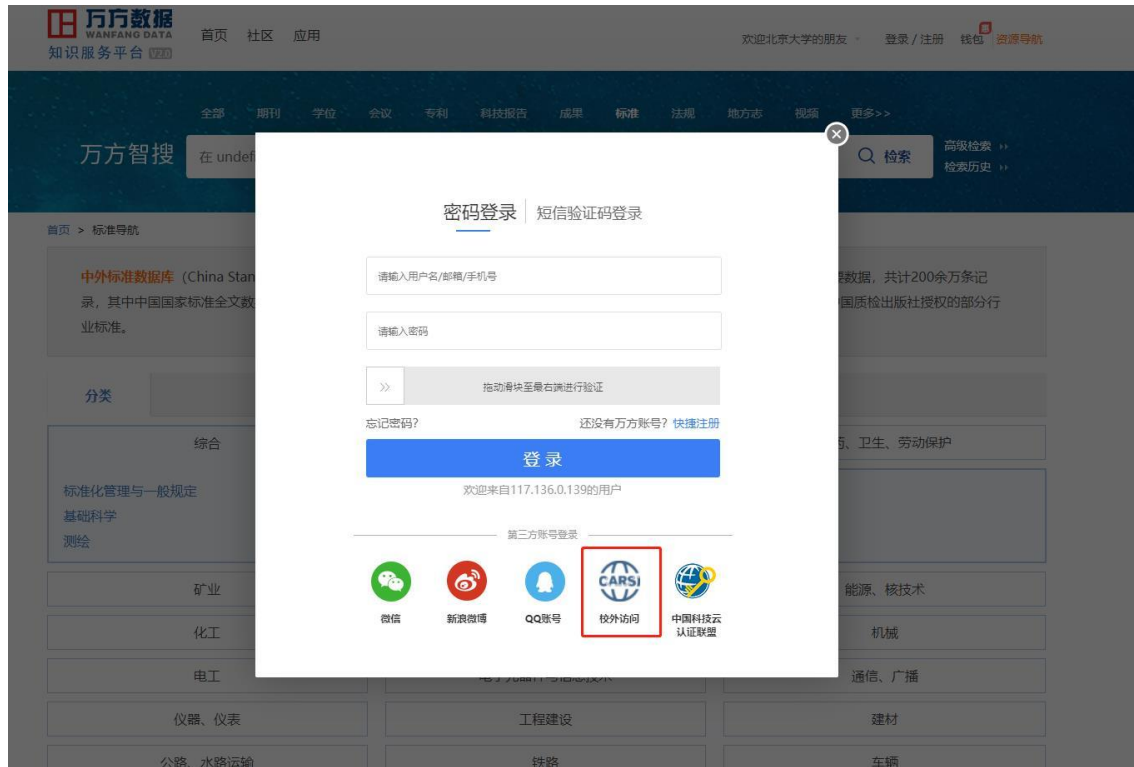 万方数据
WANFANG DATA
知识服务平台 V2.0
首页 社区 应用
欢迎北京大学的朋友 登录 / 注册 钱包 资源导航
全部 期刊 学位 会议 专利 科技报告 成果 标准 法规 地方志 视频 更多>>
万方智搜
在 undef
检索
高级检索
检索历史
首页 > 标准导航
中外标准数据库 (China Stan
要数据，共计200余万条记
录，其中中国国家标准全文数
国质检出版社授权的部分行
业标准。
密码登录 短信验证码登录
请输入用户名/邮箱/手机号
请输入密码
>> 拖动滑块至最右端进行验证
忘记密码? 还没有万方账号? 快捷注册
登 录
欢迎来自117.136.0.139的用户
第三方账号登录
CARSI
微信 新浪微博 QQ账号 校外访问 中国科技云
认证联盟
分类
综合
、卫生、劳动保护
标准化管理与一般规定
基础科学
测绘
矿业
能源、核技术
化工
机械
电工
通信、广播
仪器、仪表 工程建设 建材
公路、水路运输 铁路 车辆